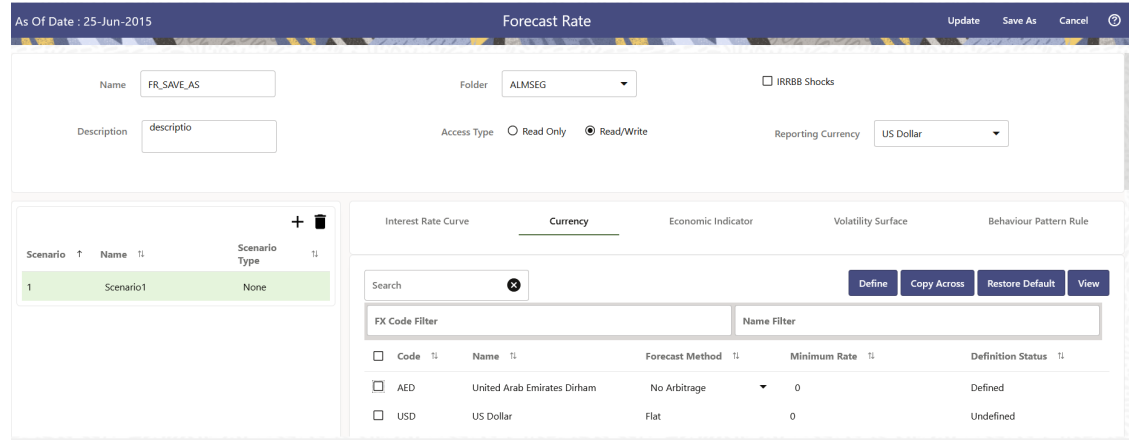 As Of Date : 25-Jun-2015
Forecast Rate
Update Save As Cancel ?
Name FR_SAVE_AS
Folder ALMSEG
IRRBB Shocks
Description descriptio
Access Type Read Only Read/Write
Reporting Currency US Dollar
Scenario ↑ Name ↑↓ Scenario Type ↑↓
1 Scenario1 None
Interest Rate Curve Currency Economic Indicator Volatility Surface Behaviour Pattern Rule
Search
Define Copy Across Restore Default View
FX Code Filter Name Filter
Code ↑↓ Name ↑↓ Forecast Method ↑↓ Minimum Rate ↑↓ Definition Status ↑↓
AED United Arab Emirates Dirham No Arbitrage 0 Defined
USD US Dollar Flat 0 Undefined